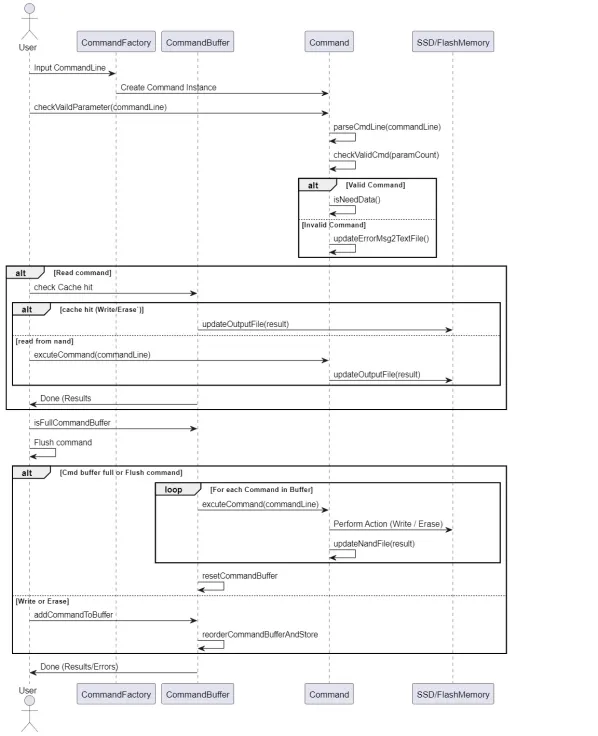 User
CommandFactory
CommandBuffer
Command
SSD/FlashMemory
Input CommandLine
Create Command Instance
checkVaildParameter(commandLine)
parseCmdLine(commandLine)
checkValidCmd(paramCount)
alt [Valid Command]
isNeedData()
[Invalid Command]
updateErrorMsg2TextFile()
alt [Read command]
check Cache hit
alt [cache hit (Write/Erase`)]
updateOutputFile(result)
[read from nand]
excuteCommand(commandLine)
updateOutputFile(result)
Done (Results
isFullCommandBuffer
Flush command
alt [Cmd buffer full or Flush command]
loop [For each Command in Buffer]
excuteCommand(commandLine)
Perform Action (Write / Erase)
updateNandFile(result)
resetCommandBuffer
[Write or Erase]
addCommandToBuffer
reorderCommandBufferAndStore
Done (Results/Errors)
User
CommandFactory
CommandBuffer
Command
SSD/FlashMemory